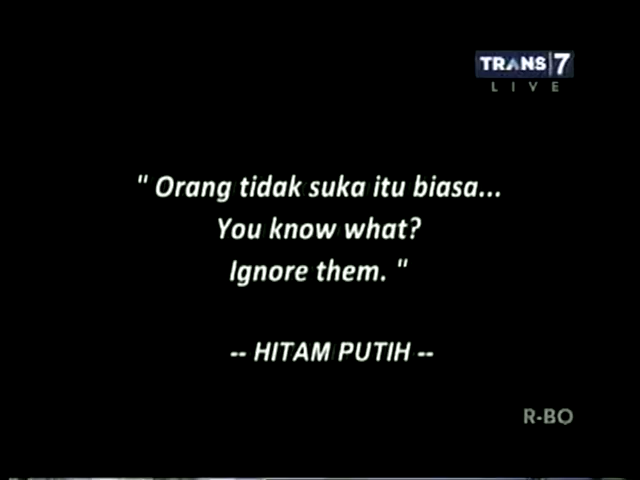 TRANS|7
LIVE
" Orang tidak suka itu biasa...
You know what?
Ignore them. "
-- HITAM PUTIH --
R-BO